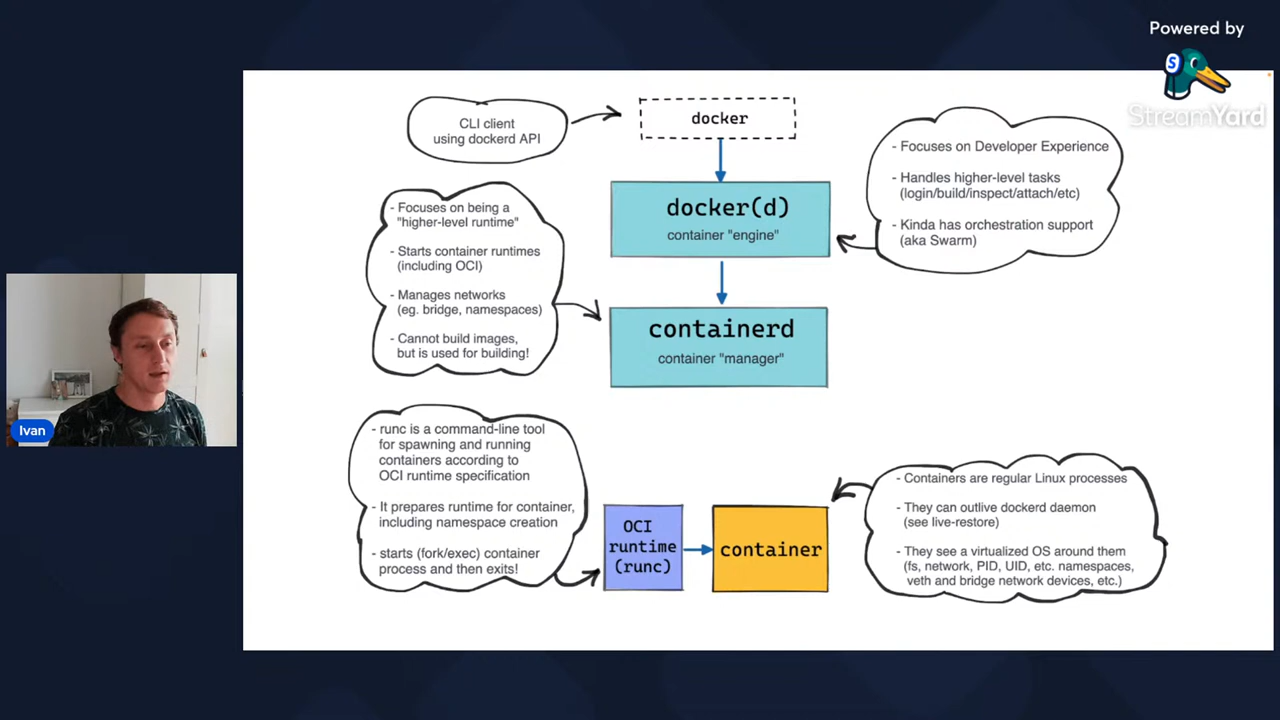 Powered by
StreamYard
CLI client
using dockerd API
docker
docker(d)
container "engine"
- Focuses on Developer Experience
- Handles higher-level tasks
(login/build/inspect/attach/etc)
- Kinda has orchestration support
(aka Swarm)
- Focuses on being a
"higher-level runtime"
- Starts container runtimes
(including OCI)
- Manages networks
(eg. bridge, namespaces)
- Cannot build images,
but is used for building!
containerd
container "manager"
Ivan
- runc is a command-line tool
for spawning and running
containers according to
OCI runtime specification
- It prepares runtime for container,
including namespace creation
- starts (fork/exec) container
process and then exits!
OCI
runtime
(runc)
container
- Containers are regular Linux processes
- They can outlive dockerd daemon
(see live-restore)
- They see a virtualized OS around them
(fs, network, PID, UID, etc. namespaces,
veth and bridge network devices, etc.)